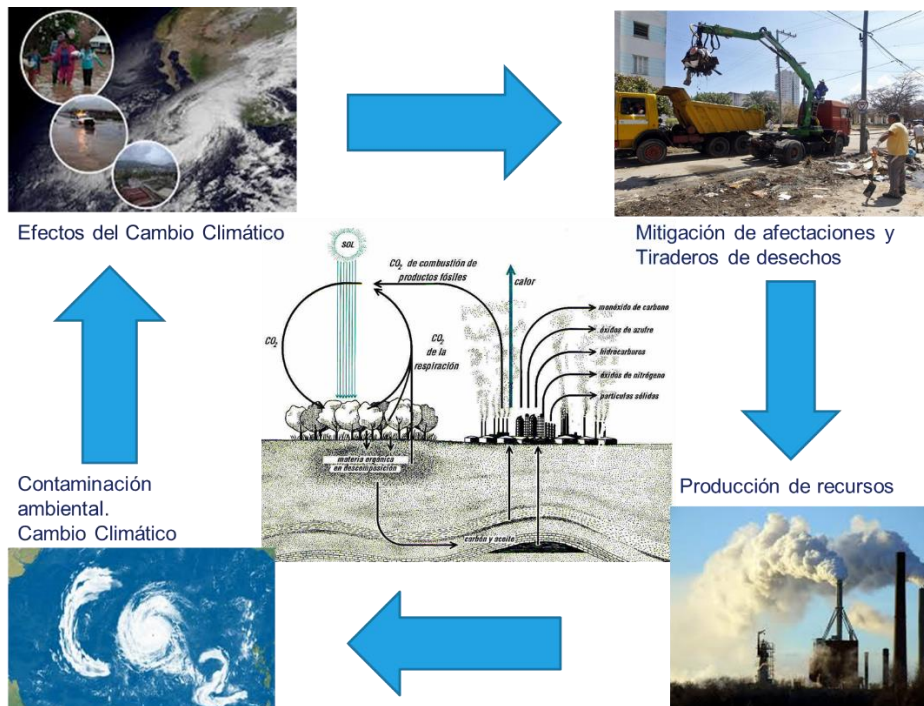 Efectos del Cambio Climático
Mitigación de afectaciones y
Tiraderos de desechos
SOL
CO₂ de combustión de
productos fósiles
calor
monóxido de carbono
óxidos de azufre
hidrocarburos
óxidos de nitrógeno
partículas sólidas
CO₂
CO₂
de la
respiración
materia orgánica
en descomposición
carbón y aceite
Contaminación
ambiental.
Cambio Climático
Producción de recursos
CO2